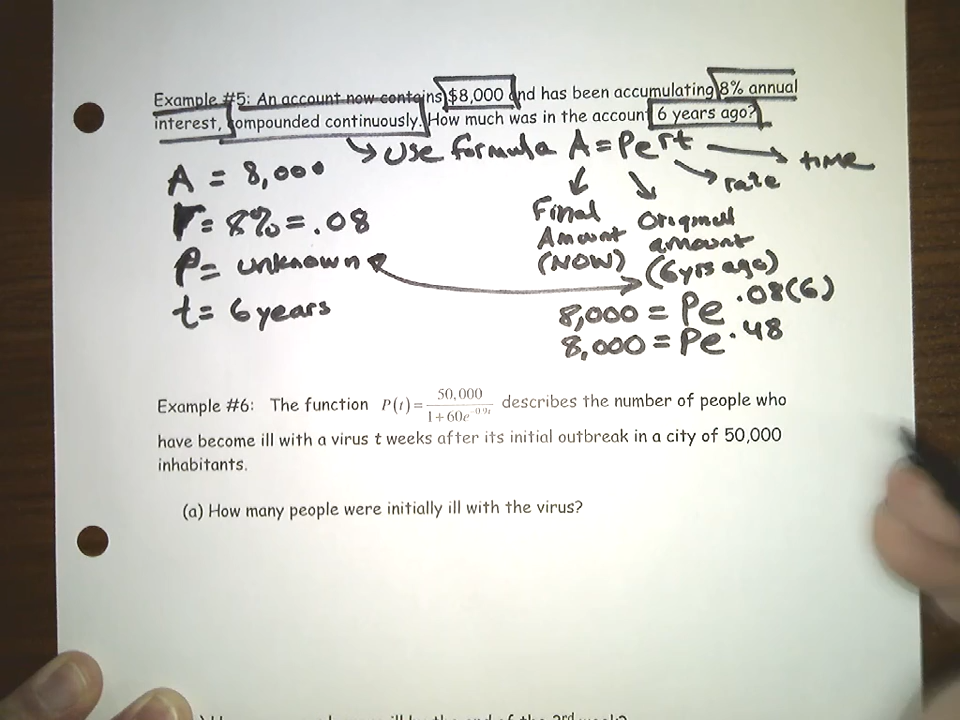 Example #5: An account now contains $8,000 and has been accumulating 8% annual
interest, compounded continuously. How much was in the account 6 years ago?
Use formula A = Pert
time
rate
A = 8,000
r = 8% = .08
P = unknown
t = 6 years
Final
Amount
(NOW)
Original
amount
(6yrs ago)
8,000 = Pe .08(6)
8,000 = Pe .48
Example #6: The function P(t) = 50,000 / 1+60e^-0.9t describes the number of people who
have become ill with a virus t weeks after its initial outbreak in a city of 50,000
inhabitants.
(a) How many people were initially ill with the virus?